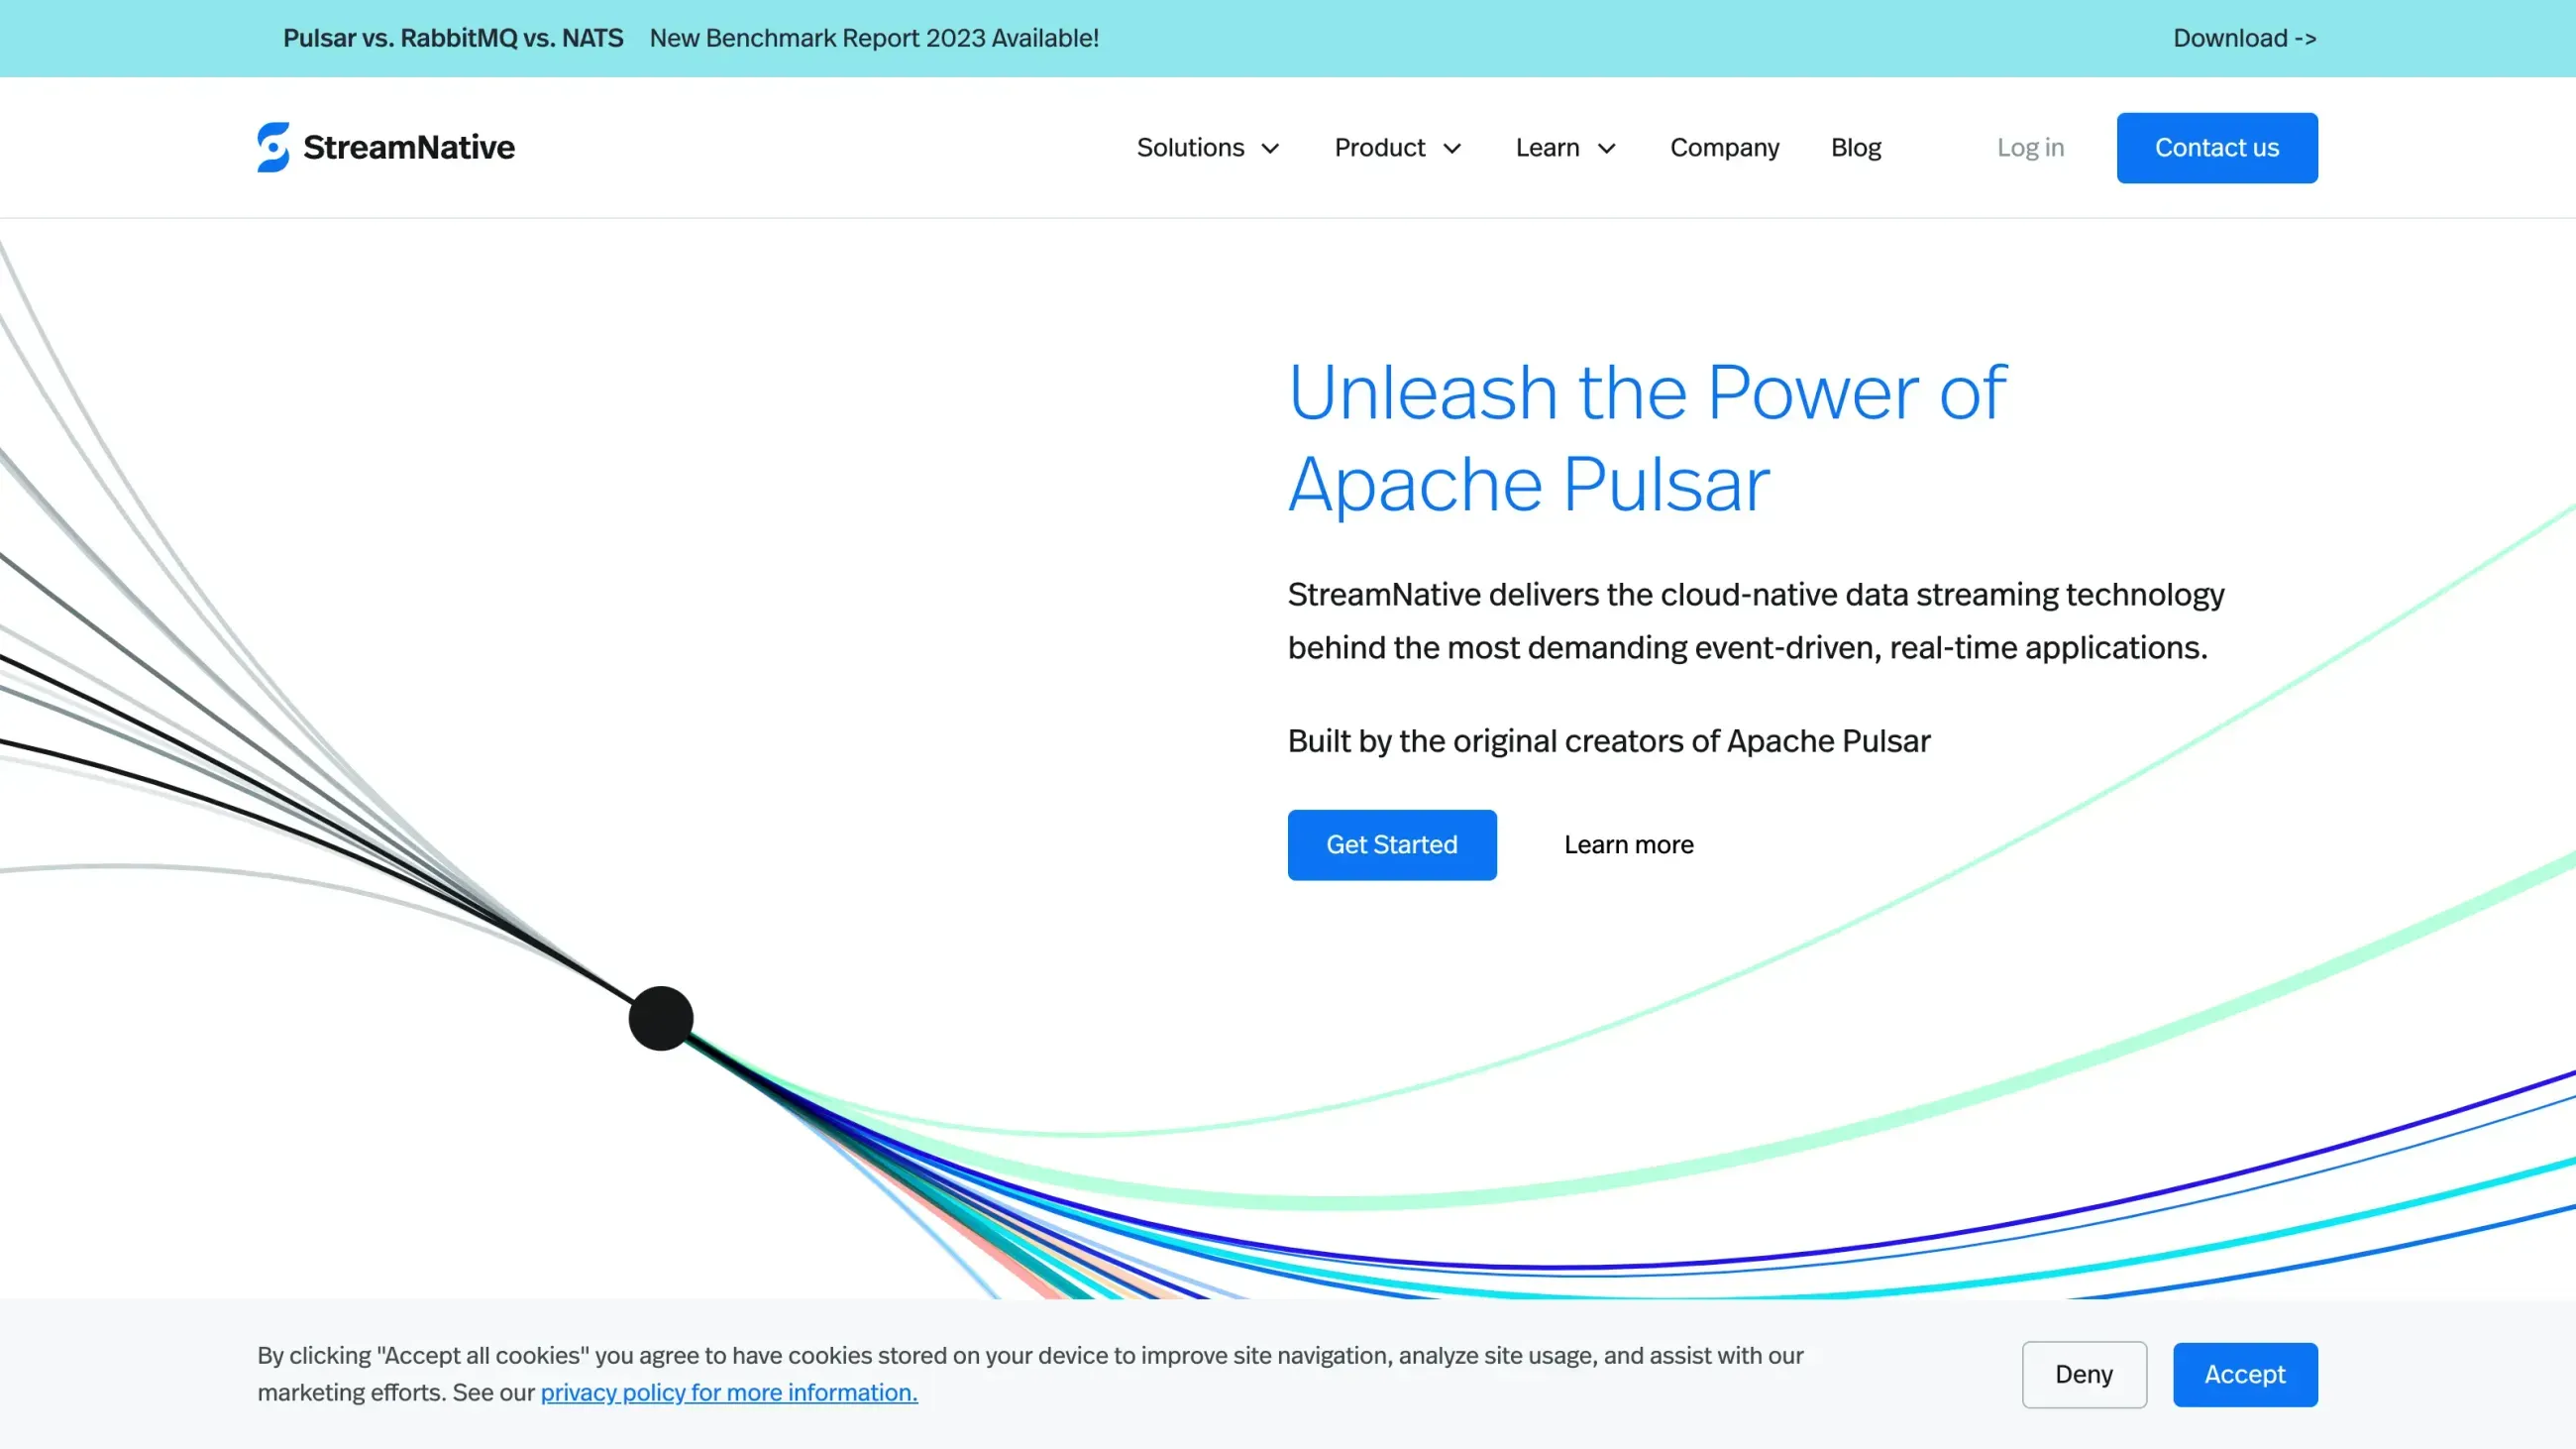 Pulsar vs. RabbitMQ vs. NATS New Benchmark Report 2023 Available! Download ->
StreamNative Solutions Product Learn Company Blog Log in Contact us
Unleash the Power of
Apache Pulsar
StreamNative delivers the cloud-native data streaming technology
behind the most demanding event-driven, real-time applications.
Built by the original creators of Apache Pulsar
Get Started Learn more
By clicking "Accept all cookies" you agree to have cookies stored on your device to improve site navigation, analyze site usage, and assist with our
marketing efforts. See our privacy policy for more information.
Deny Accept